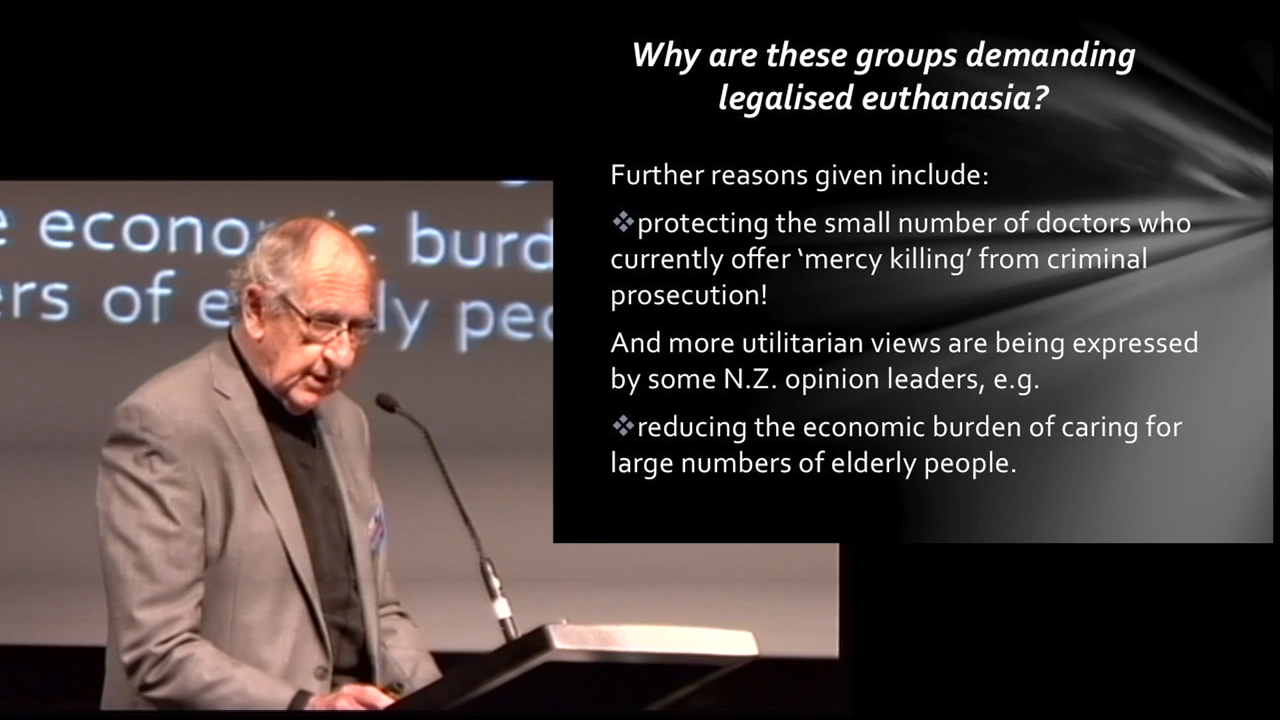 Why are these groups demanding
legalised euthanasia?
Further reasons given include:
❖protecting the small number of doctors who
currently offer ‘mercy killing’ from criminal
prosecution!
And more utilitarian views are being expressed
by some N.Z. opinion leaders, e.g.
❖reducing the economic burden of caring for
large numbers of elderly people.
e economic burd
ers of elderly peo